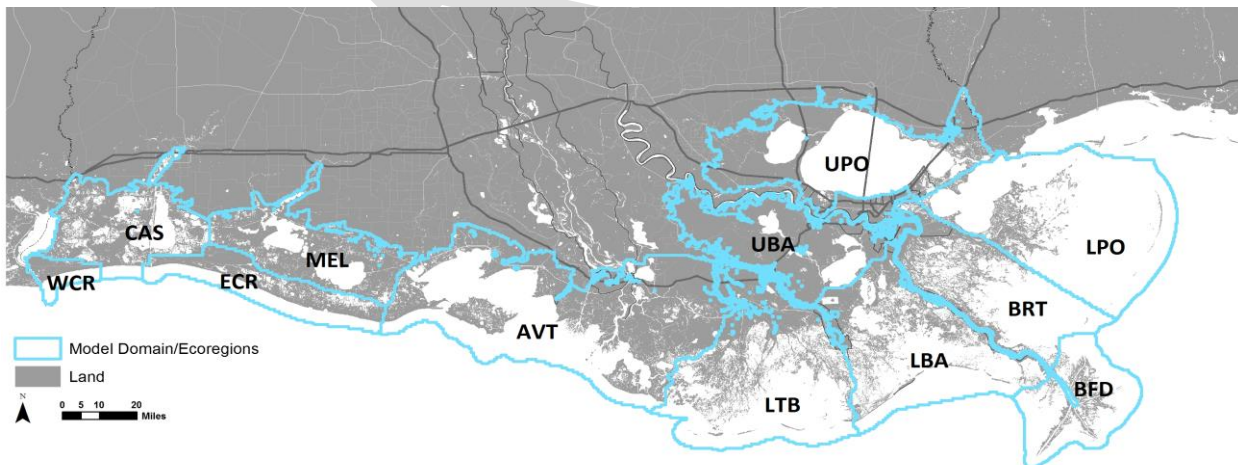 UPO
CAS
UBA
LPO
MEL
WCR
ECR
BRT
AVT
LBA
BFD
LTB
Model Domain/Ecoregions
Land
N
0 5 10 20
Miles